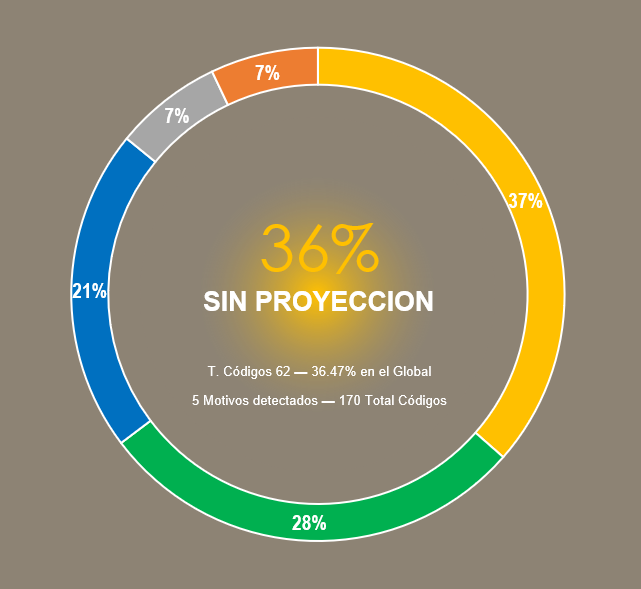 7%
7%
37%
36%
21%
SIN PROYECCION
T. Códigos 62 — 36.47% en el Global
5 Motivos detectados — 170 Total Códigos
28%